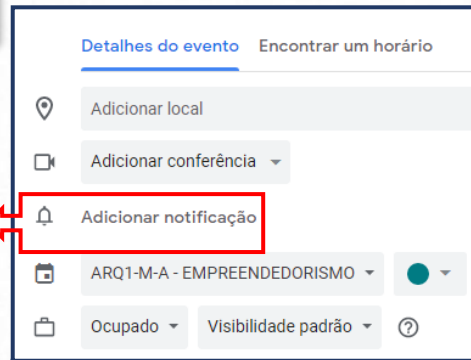 Detalhes do evento Encontrar um horário
Adicionar local
Adicionar conferência
Adicionar notificação
ARQ1-M-A - EMPREENDEDORISMO
Ocupado Visibilidade padrão ?